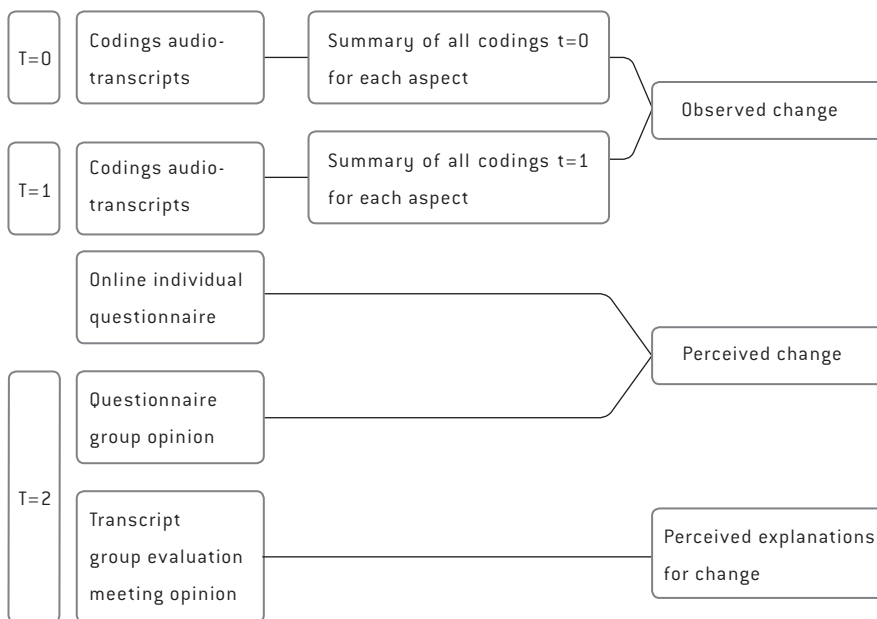 T=0
Codings audio-
transcripts
Summary of all codings t=0
for each aspect
Observed change
T=1
Codings audio-
transcripts
Summary of all codings t=1
for each aspect
Online individual
questionnaire
Perceived change
T=2
Questionnaire
group opinion
Transcript
group evaluation
meeting opinion
Perceived explanations
for change